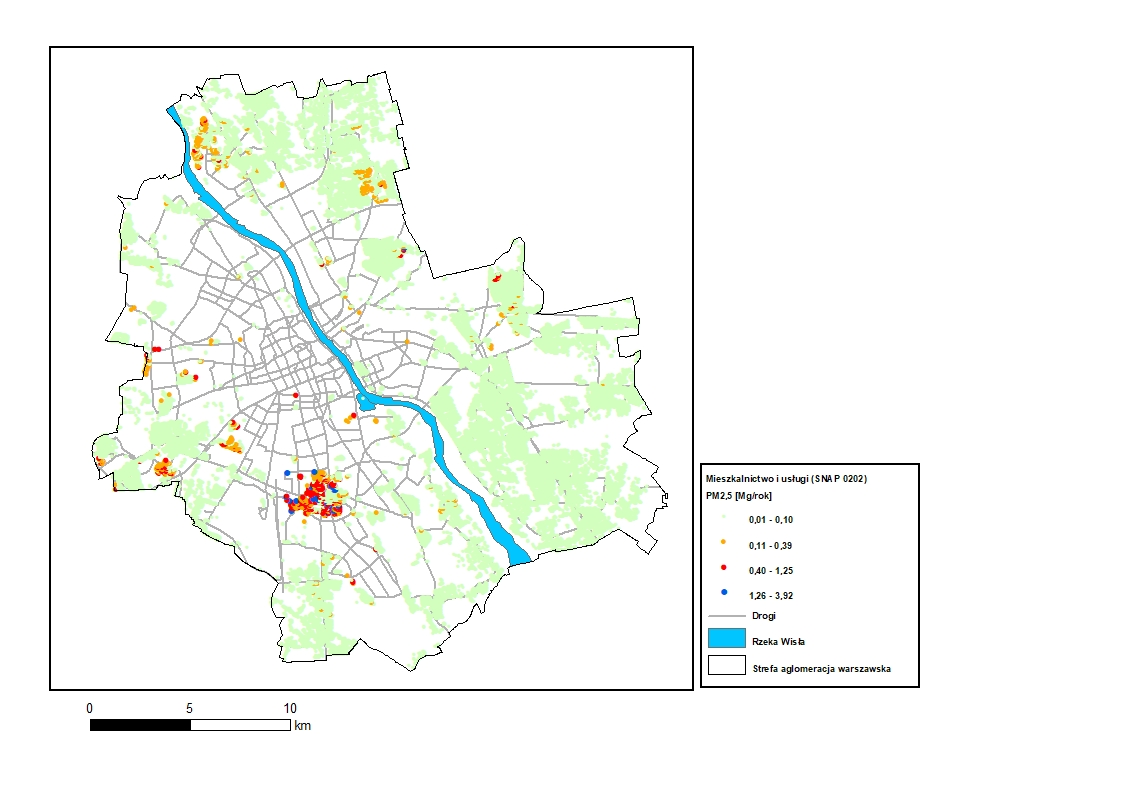 Mieszkalnictwo i usługi (SNAP 0202)
PM2,5 [Mg/rok]
0,01 - 0,10
0,11 - 0,39
0,40 - 1,25
1,26 - 3,92
Drogi
Rzeka Wisła
Strefa aglomeracja warszawska
0 5 10
km